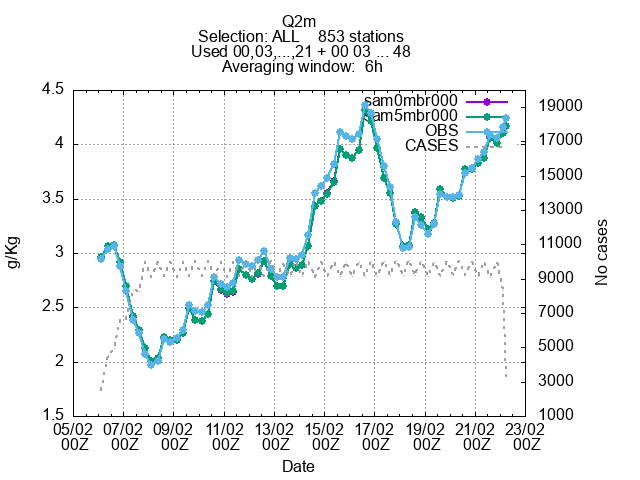 Q2m
Selection: ALL 853 stations
Used 00,03,...,21 + 00 03 ... 48
Averaging window: 6h
sam0mbr000
sam5mbr000
OBS
CASES
4.5
4
3.5
3
2.5
2
1.5
g/Kg
19000
17000
15000
13000
11000
9000
7000
5000
3000
1000
No cases
05/02 07/02 09/02 11/02 13/02 15/02 17/02 19/02 21/02 23/02
00Z 00Z 00Z 00Z 00Z 00Z 00Z 00Z 00Z 00Z
Date